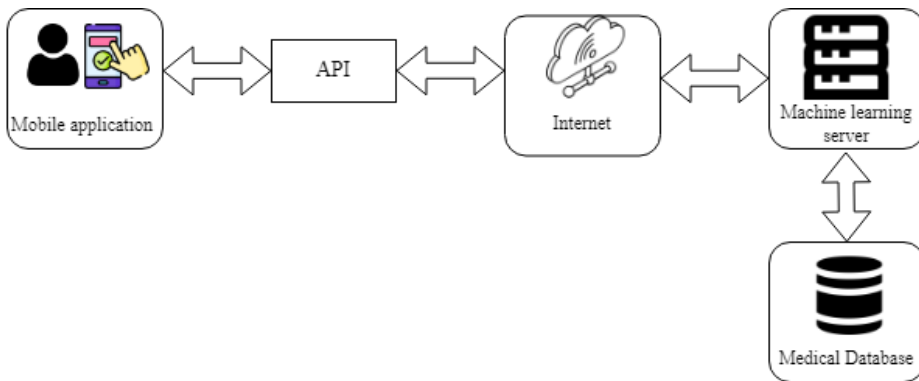 Mobile application
API
Internet
Machine learning
server
Medical Database